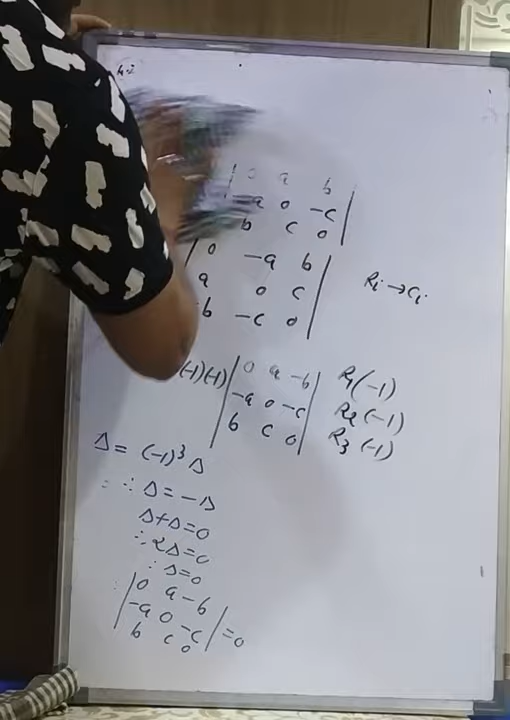 0 a b
a 0 -c
b c 0
0 -a b
a 0 c Ri → Ci
b -c 0
(-1)(-1) | 0 a -b | R1 (-1)
-a 0 -c R2 (-1)
b c 0 R3 (-1)
Δ = (-1)³ Δ
= ∴ Δ = -Δ
Δ+Δ=0
∴ 2Δ=0
∴ Δ=0
| 0 a -b |
-a 0 -c = 0
b c 0